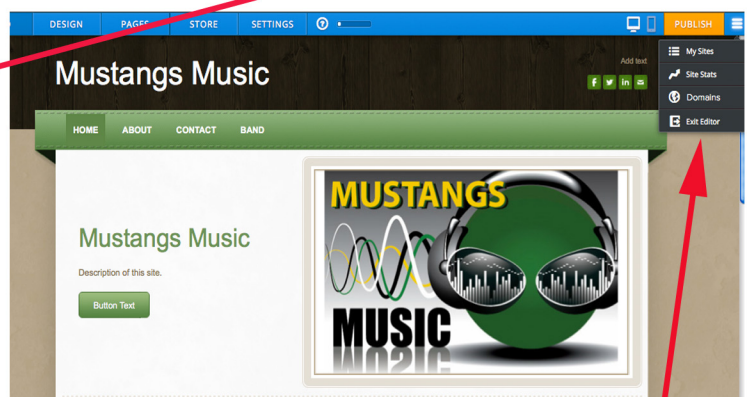 DESIGN PAGES STORE SETTINGS ? PUBLISH
My Sites
Site Stats
Domains
Exit Editor
Mustangs Music
Add text
f in
HOME ABOUT CONTACT BAND
Mustangs Music
Description of this site.
Button Text
MUSTANGS
MUSIC